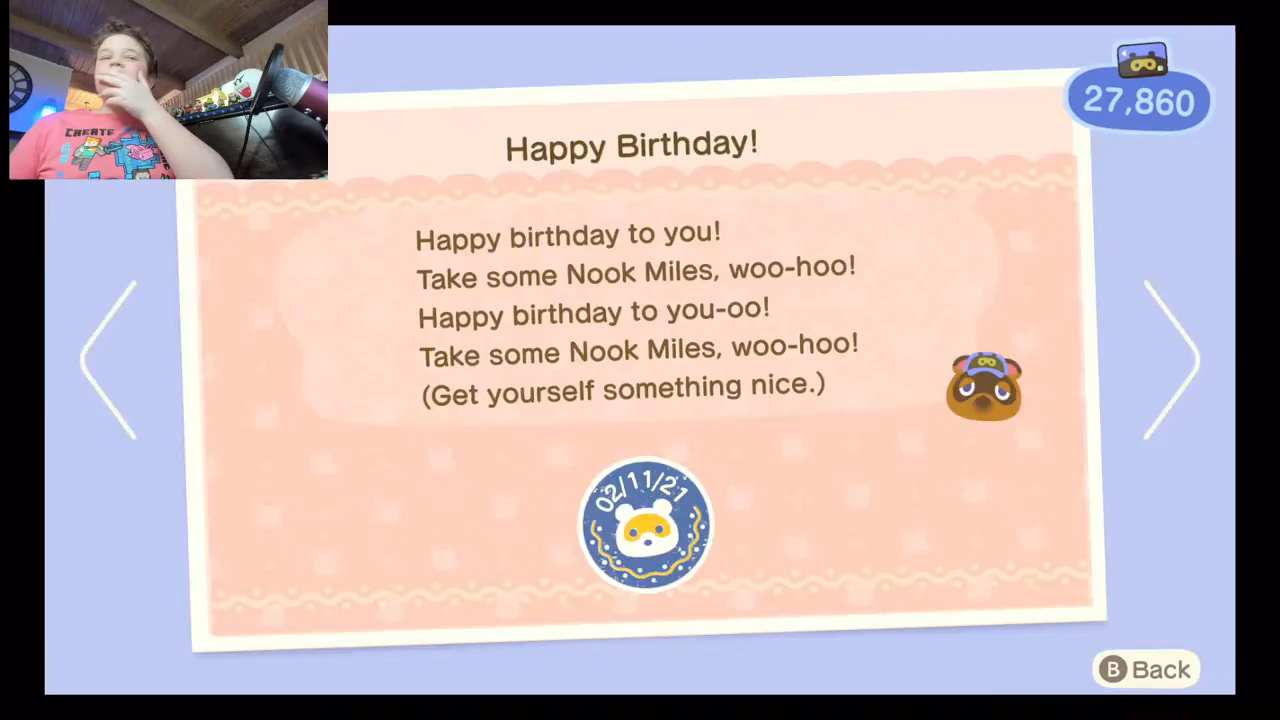 CREATE
27,860
Happy Birthday!
Happy birthday to you!
Take some Nook Miles, woo-hoo!
Happy birthday to you-oo!
Take some Nook Miles, woo-hoo!
(Get yourself something nice.)
02/11/21
B Back